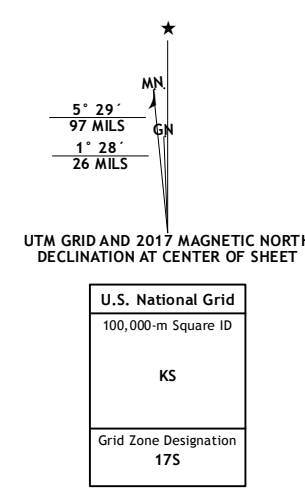 ★
MN
5° 29´
97 MILS
GN
1° 28´
26 MILS
UTM GRID AND 2017 MAGNETIC NORTH
DECLINATION AT CENTER OF SHEET
U.S. National Grid
100,000-m Square ID
KS
Grid Zone Designation
17S